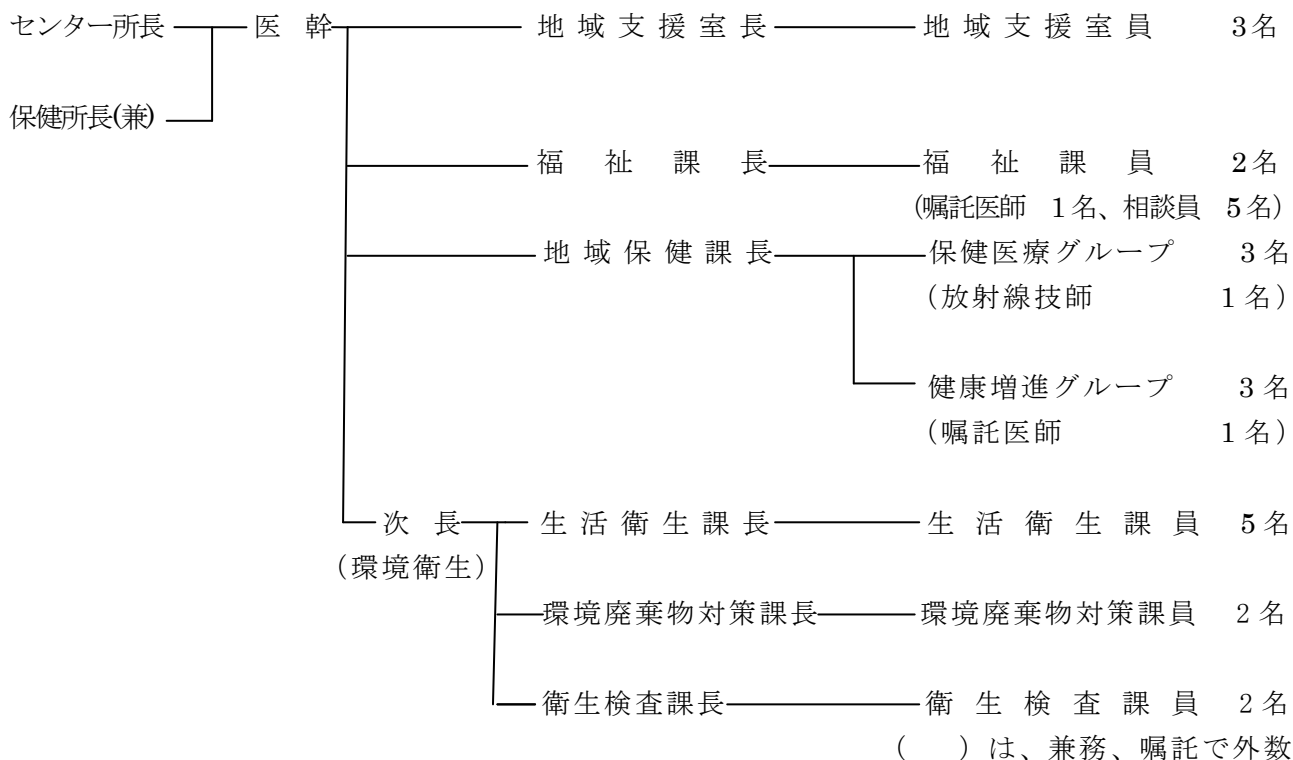 センター所長 医幹 地域支援室長 地域支援室員 3名
保健所長(兼)
福祉課長 福祉課員 2名
(嘱託医師 1名、相談員 5名)
地域保健課長 保健医療グループ 3名
(放射線技師 1名)
健康増進グループ 3名
(嘱託医師 1名)
次長 生活衛生課長 生活衛生課員 5名
(環境衛生)
環境廃棄物対策課長 環境廃棄物対策課員 2名
衛生検査課長 衛生検査課員 2名
( )は、兼務、嘱託で外数